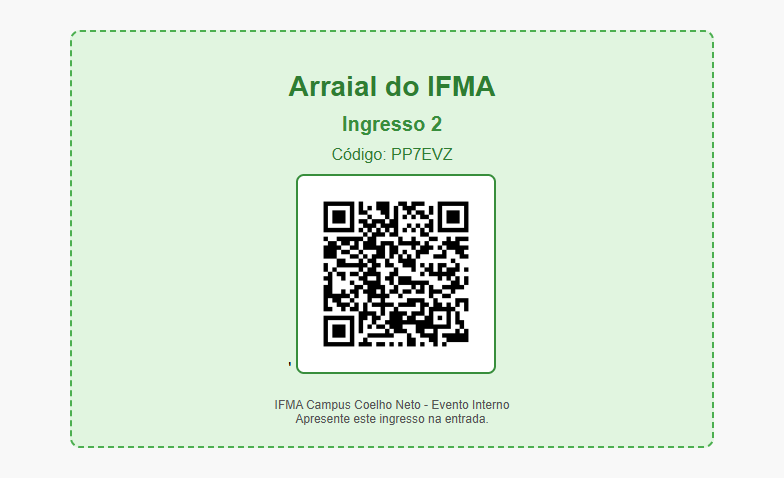 Arraial do IFMA
Ingresso 2
Código: PP7EVZ
'
IFMA Campus Coelho Neto - Evento Interno
Apresente este ingresso na entrada.